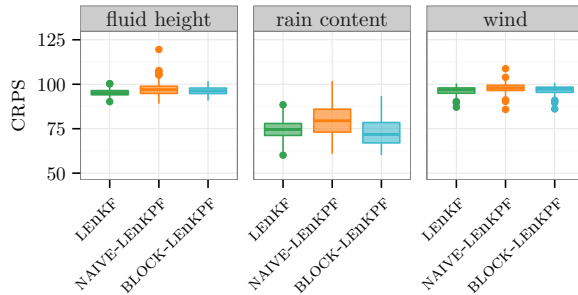 fluid height
rain content
wind
CRPS
125
100
75
50
LEnKF
NAIVE-LEnKPF
BLOCK-LEnKPF
LEnKF
NAIVE-LEnKPF
BLOCK-LEnKPF
LEnKF
NAIVE-LEnKPF
BLOCK-LEnKPF